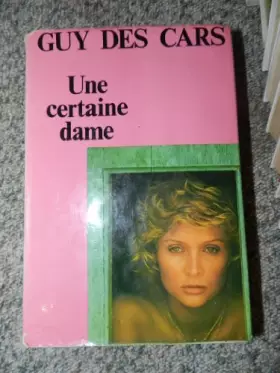 GUY DES CARS
Une
certaine
dame